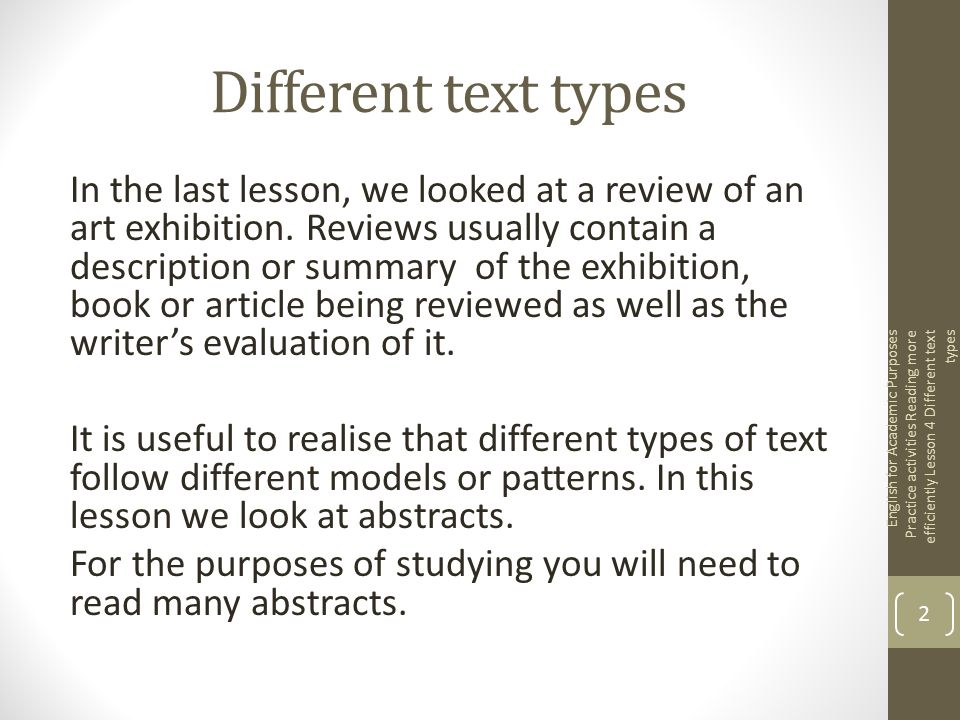 Different text types
In the last lesson, we looked at a review of an
art exhibition. Reviews usually contain a
description or summary  of the exhibition,
book or article being reviewed as well as the
writer’s evaluation of it.
It is useful to realise that different types of text
follow different models or patterns. In this
lesson we look at abstracts.
For the purposes of studying you will need to
read many abstracts.
English for Academic Purposes
Practice activities Reading more
efficiently Lesson 4 Different text
types
2